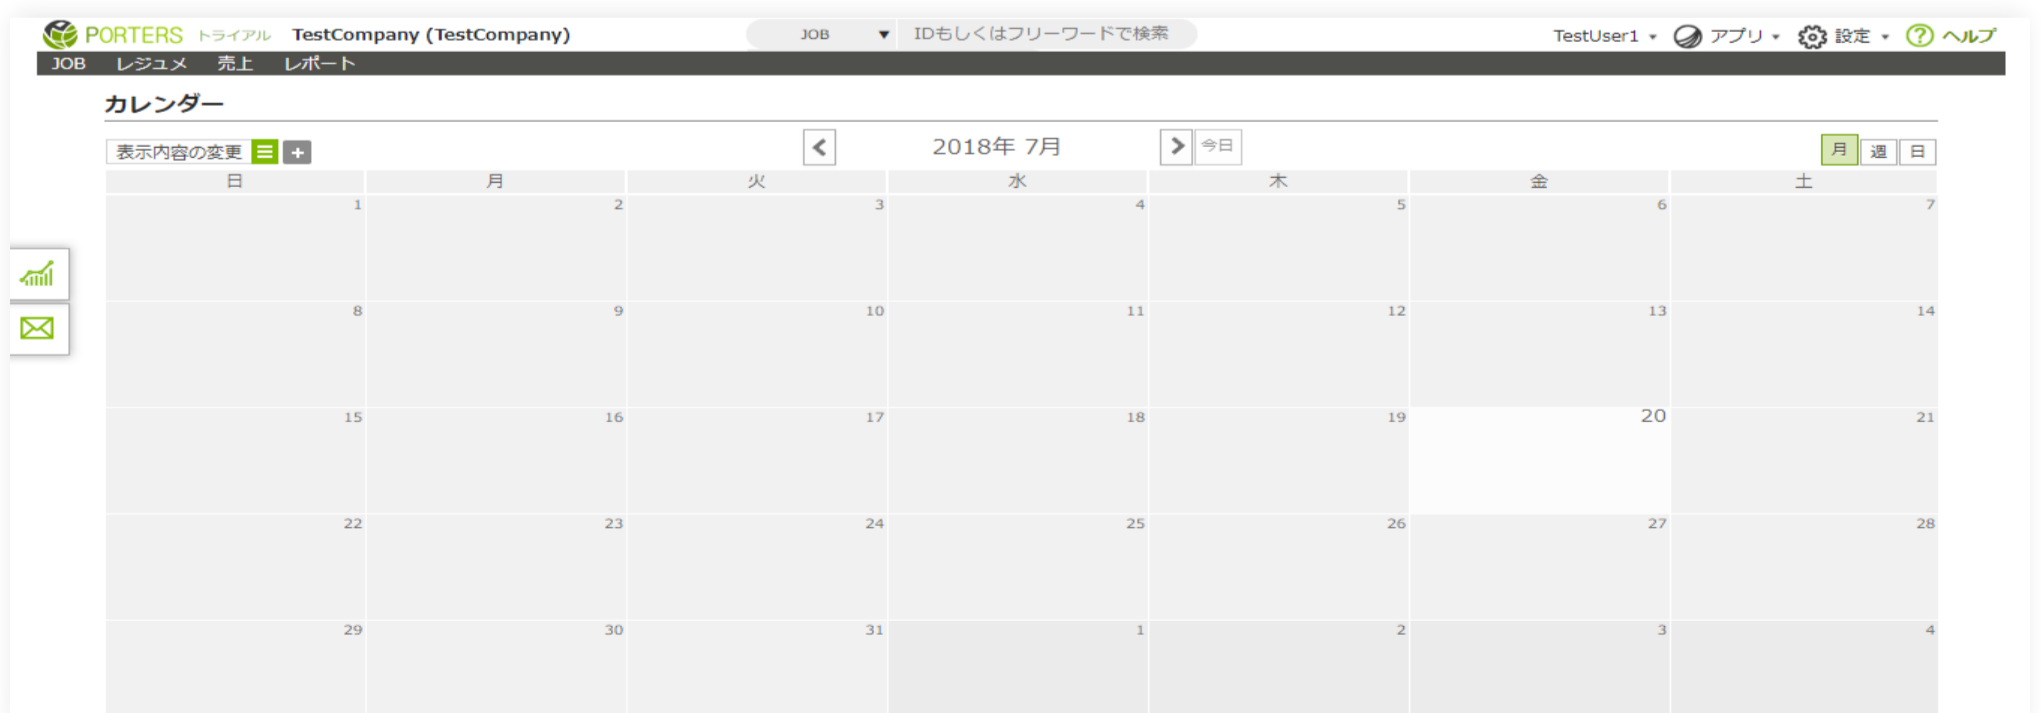 PORTERS トライアル TestCompany (TestCompany) JOB ▼ IDもしくはフリーワードで検索 TestUser1 ▾ アプリ ▾ 設定 ▾ ? ヘルプ
JOB レジュメ 売上 レポート
カレンダー
表示内容の変更 + 2018年 7月 今日 月 週 日
日 月 火 水 木 金 土
1 2 3 4 5 6 7
8 9 10 11 12 13 14
15 16 17 18 19 20 21
22 23 24 25 26 27 28
29 30 31 1 2 3 4